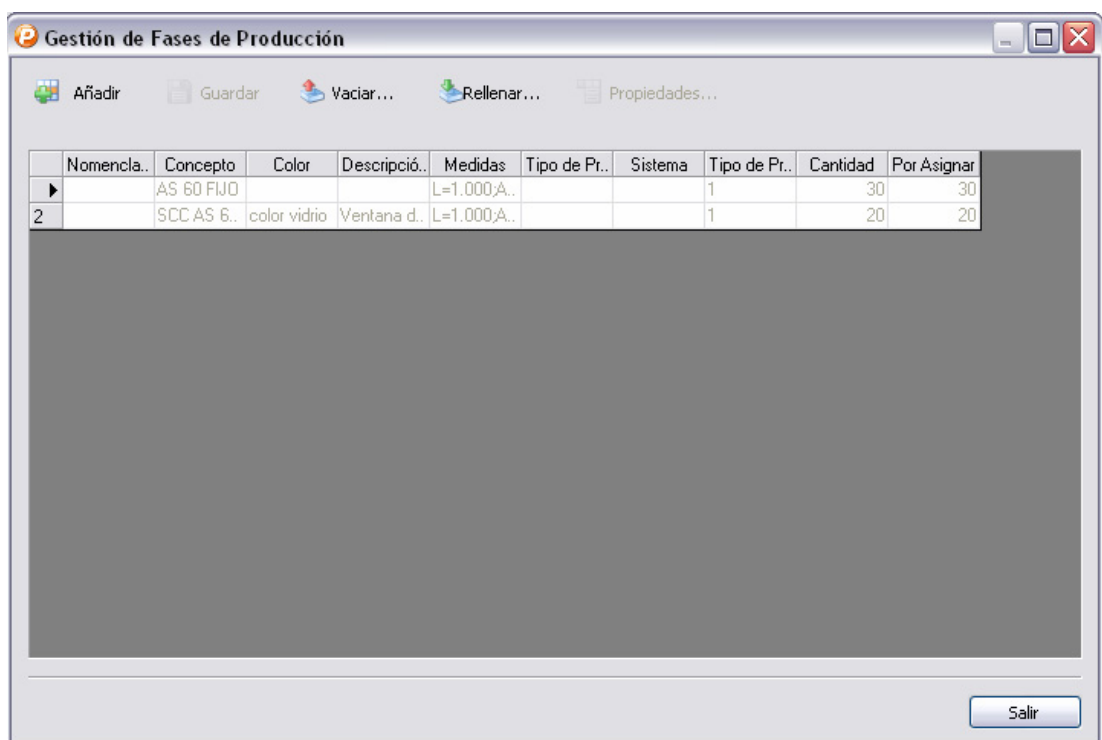 Gestión de Fases de Producción
Añadir Guardar Vaciar... Rellenar... Propiedades...
Nomencla.. Concepto Color Descripció.. Medidas Tipo de Pr.. Sistema Tipo de Pr.. Cantidad Por Asignar
AS 60 FIJO L=1.000;A.. 1 30 30
2 SCC AS 6.. color vidrio Ventana d.. L=1.000;A.. 1 20 20
Salir